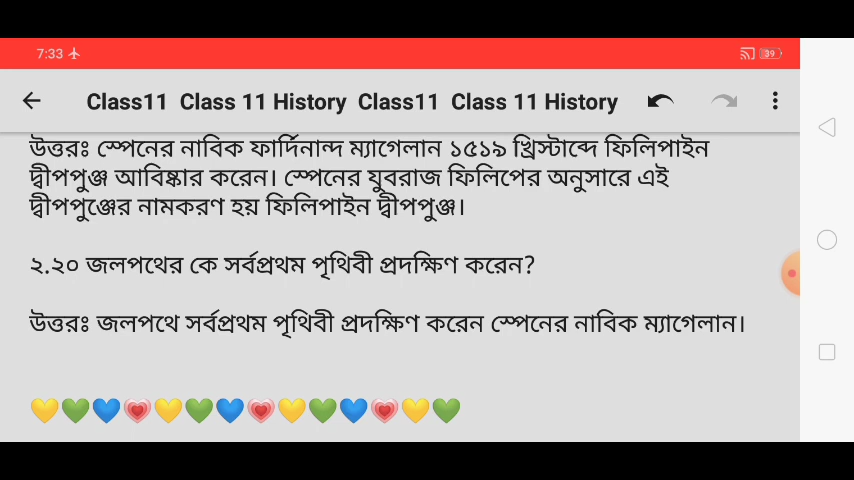 7:33
39
Class11 Class 11 History Class11 Class 11 History
উত্তরঃ স্পেনের নাবিক ফার্দিনান্দ ম্যাগেলান ১৫১৯ খ্রিস্টাব্দে ফিলিপাইন
দ্বীপপুঞ্জ আবিষ্কার করেন। স্পেনের যুবরাজ ফিলিপের অনুসারে এই
দ্বীপপুঞ্জের নামকরণ হয় ফিলিপাইন দ্বীপপুঞ্জ।
২.২০ জলপথের কে সর্বপ্রথম পৃথিবী প্রদক্ষিণ করেন?
উত্তরঃ জলপথে সর্বপ্রথম পৃথিবী প্রদক্ষিণ করেন স্পেনের নাবিক ম্যাগেলান।